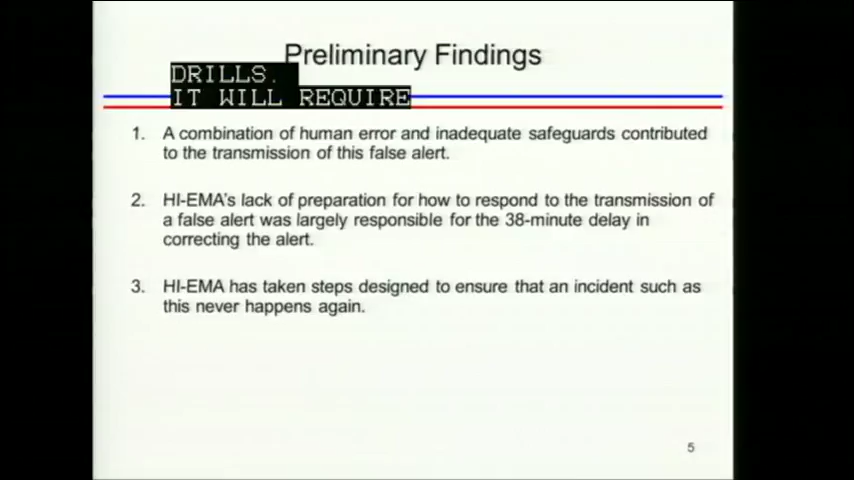 Preliminary Findings
DRILLS.
IT WILL REQUIRE
1. A combination of human error and inadequate safeguards contributed
to the transmission of this false alert.
2. HI-EMA's lack of preparation for how to respond to the transmission of
a false alert was largely responsible for the 38-minute delay in
correcting the alert.
3. HI-EMA has taken steps designed to ensure that an incident such as
this never happens again.
5